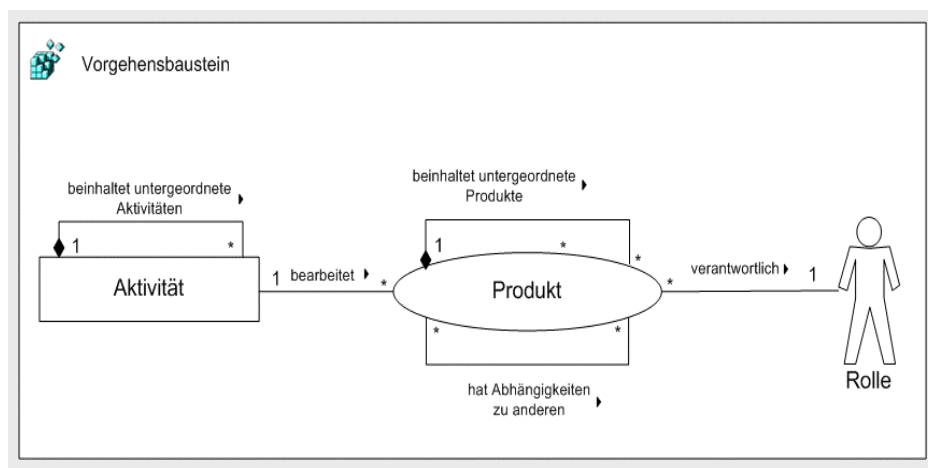 Vorgehensbaustein
beinhaltet untergeordnete
Aktivitäten
1 *
Aktivität
1 bearbeitet *
beinhaltet untergeordnete
Produkte
1 * *
Produkt
* *
hat Abhängigkeiten
zu anderen
* verantwortlich 1
Rolle